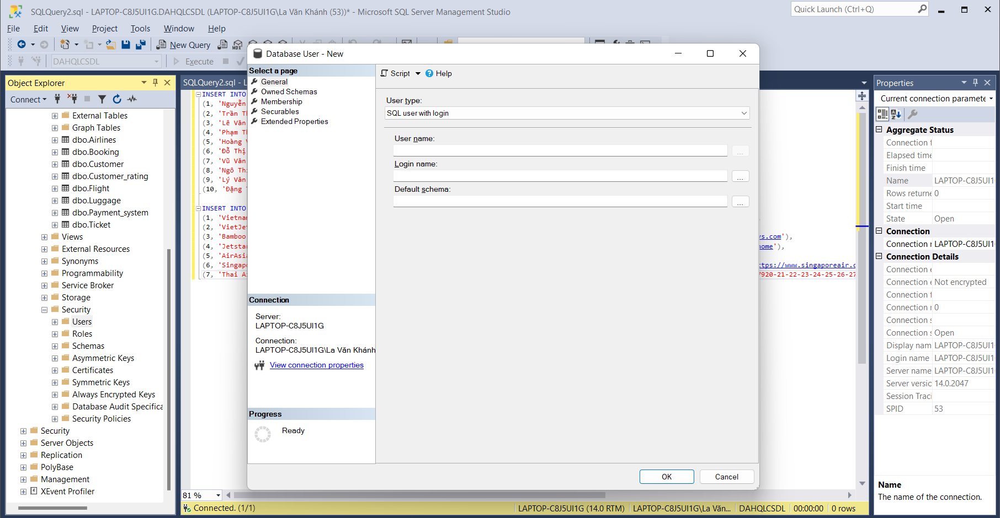 SQLQuery2.sql - LAPTOP-C8J5UI1G.DAHQLCSDL (LAPTOP-C8J5UI1G\La Văn Khánh (53))* - Microsoft SQL Server Management Studio
Quick Launch (Ctrl+Q)
File Edit View Project Tools Window Help
New Query
MDX
DAHQLCSDL
Execute
Object Explorer
Connect
External Tables
Graph Tables
dbo.Airlines
dbo.Booking
dbo.Customer
dbo.Customer_rating
dbo.Flight
dbo.Luggage
dbo.Payment_system
dbo.Ticket
Views
External Resources
Synonyms
Programmability
Service Broker
Storage
Security
Users
Roles
Schemas
Asymmetric Keys
Certificates
Symmetric Keys
Always Encrypted Keys
Database Audit Specifica
Security Policies
Security
Server Objects
Replication
PolyBase
Management
XEvent Profiler
SQLQuery2.sql - L
INSERT INTO
(1, 'Nguyễn
(2, 'Trần Th
(3, 'Lê Văn
(4, 'Phạm Th
(5, 'Hoàng V
(6, 'Đỗ Thị
(7, 'Vũ Văn
(8, 'Ngô Thị
(9, 'Lý Văn
(10, 'Đặng T
INSERT INTO
(1, 'Vietnam
(2, 'VietJet
(3, 'Bamboo
(4, 'Jetstar
(5, 'AirAsia
(6, 'Singapo
(7, 'Thai Ai
ys.com'),
home'),
ttps://www.singaporeair.c
7920-21-22-23-24-25-26-27
81 %
Connected. (1/1)
LAPTOP-C8J5UI1G (14.0 RTM)
LAPTOP-C8J5UI1G\La Văn...
DAHQLCSDL
00:00:00
0 rows
Database User - New
Select a page
General
Owned Schemas
Membership
Securables
Extended Properties
Connection
Server:
LAPTOP-C8J5UI1G
Connection:
LAPTOP-C8J5UI1G\La Văn Khánh
View connection properties
Progress
Ready
Script
Help
User type:
SQL user with login
User name:
...
Login name:
...
Default schema:
...
OK
Cancel
Properties
Current connection paramete
Aggregate Status
Connection f
Elapsed time
Finish time
Name LAPTOP-C8J5UI1
Rows returne 0
Start time
State Open
Connection
Connection r LAPTOP-C8J5UI1
Connection Details
Connection e
Connection e Not encrypted
Connection f
Connection r 0
Connection s
Connection s Open
Display nam LAPTOP-C8J5UI1
Login name LAPTOP-C8J5UI1
Server name LAPTOP-C8J5UI1
Server versic 14.0.2047
Session Traci
SPID 53
Name
The name of the connection.